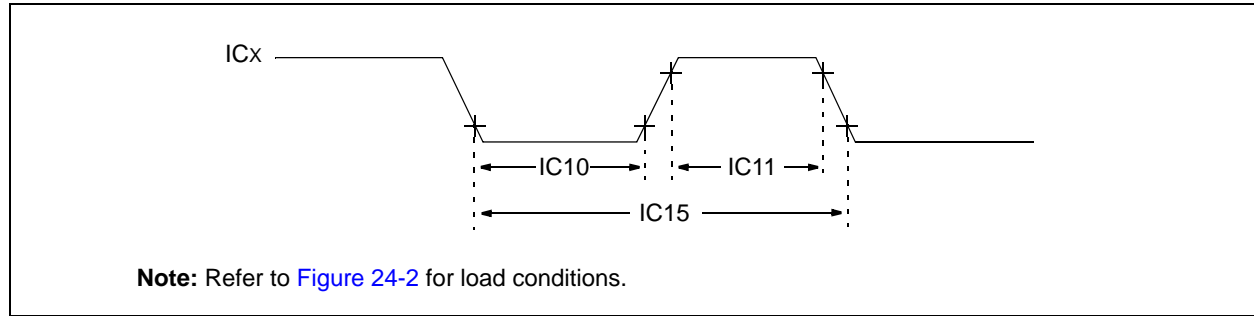 ICx
IC10
IC11
IC15
Note: Refer to Figure 24-2 for load conditions.